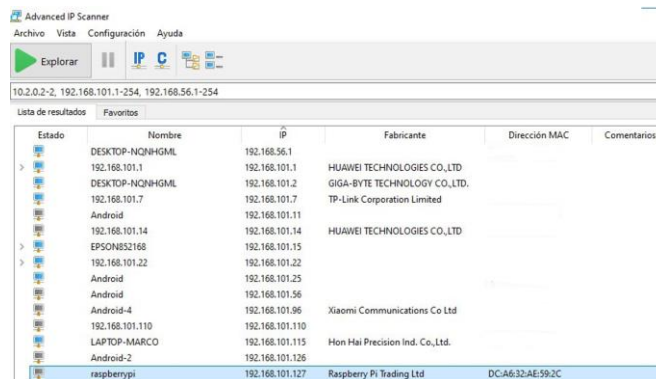 Advanced IP Scanner
Archivo Vista Configuración Ayuda
Explorar IP C
10.2.0.2-2, 192.168.101.1-254, 192.168.56.1-254
Lista de resultados Favoritos
Estado Nombre IP Fabricante Dirección MAC Comentarios
DESKTOP-NQNHGML 192.168.56.1
192.168.101.1 192.168.101.1 HUAWEI TECHNOLOGIES CO.,LTD
DESKTOP-NQNHGML 192.168.101.2 GIGA-BYTE TECHNOLOGY CO.,LTD.
192.168.101.7 192.168.101.7 TP-Link Corporation Limited
Android 192.168.101.11
192.168.101.14 192.168.101.14 HUAWEI TECHNOLOGIES CO.,LTD
EPSON852168 192.168.101.15
192.168.101.22 192.168.101.22
Android 192.168.101.25
Android 192.168.101.56
Android-4 192.168.101.96 Xiaomi Communications Co Ltd
192.168.101.110 192.168.101.110
LAPTOP-MARCO 192.168.101.115 Hon Hai Precision Ind. Co.,Ltd.
Android-2 192.168.101.126
raspberrypi 192.168.101.127 Raspberry Pi Trading Ltd DC:A6:32:AE:59:2C